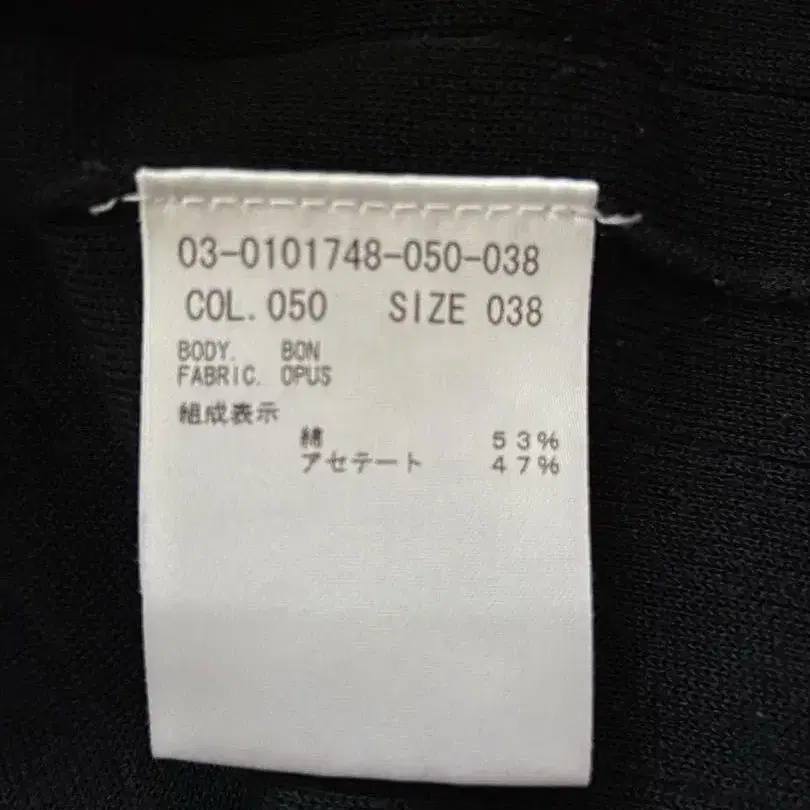 03-0101748-050-038
COL.050 SIZE 038
BODY. BON
FABRIC. OPUS
組成表示
綿 53%
アセテート 47%